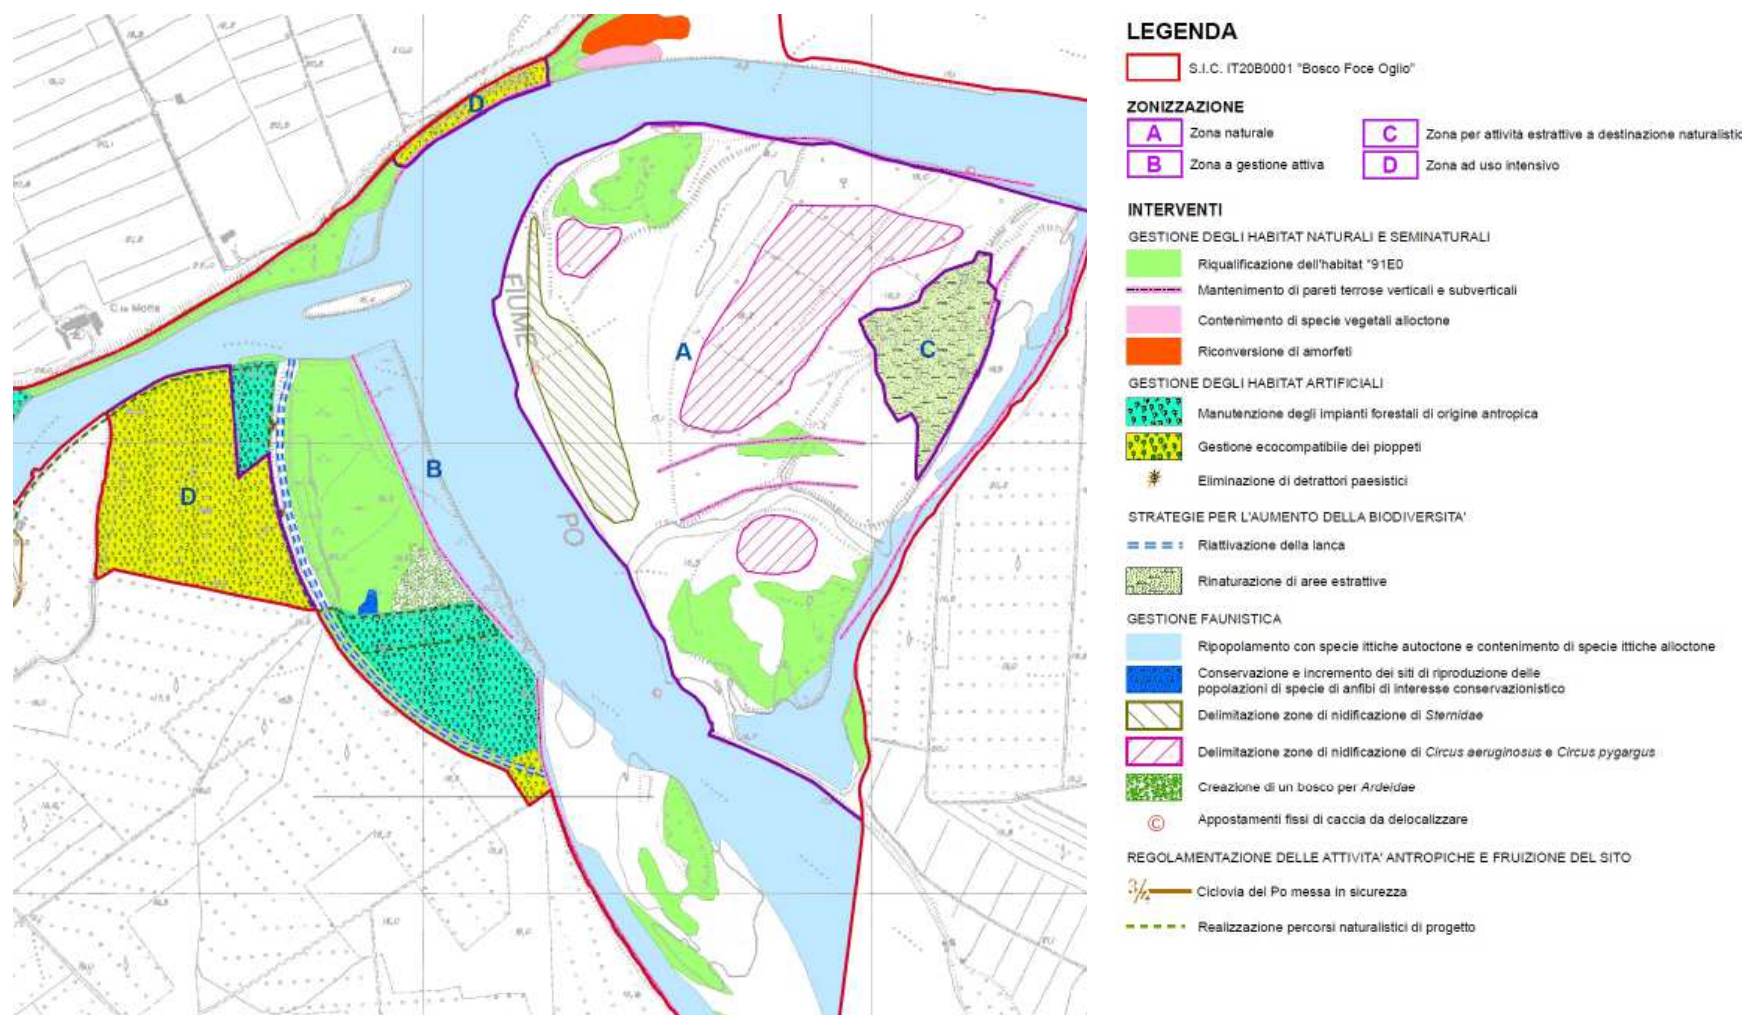 D
C la Motta
FIUME
A
C
B
D
PO
LEGENDA
S.I.C. IT20B0001 "Bosco Foce Oglio"
ZONIZZAZIONE
A Zona naturale
C Zona per attività estrattive a destinazione naturalistic
B Zona a gestione attiva
D Zona ad uso intensivo
INTERVENTI
GESTIONE DEGLI HABITAT NATURALI E SEMINATURALI
Riqualificazione dell'habitat *91E0
Mantenimento di pareti terrose verticali e subverticali
Contenimento di specie vegetali alloctone
Riconversione di amorfeti
GESTIONE DEGLI HABITAT ARTIFICIALI
Manutenzione degli impianti forestali di origine antropica
Gestione ecocompatibile dei pioppeti
Eliminazione di detrattori paesistici
STRATEGIE PER L'AUMENTO DELLA BIODIVERSITA'
Riattivazione della lanca
Rinaturazione di aree estrattive
GESTIONE FAUNISTICA
Ripopolamento con specie ittiche autoctone e contenimento di specie ittiche alloctone
Conservazione e incremento dei siti di riproduzione delle
popolazioni di specie di anfibi di interesse conservazionistico
Delimitazione zone di nidificazione di Sternidae
Delimitazione zone di nidificazione di Circus aeruginosus e Circus pygargus
Creazione di un bosco per Ardeidae
© Appostamenti fissi di caccia da delocalizzare
REGOLAMENTAZIONE DELLE ATTIVITA' ANTROPICHE E FRUIZIONE DEL SITO
Ciclovia del Po messa in sicurezza
Realizzazione percorsi naturalistici di progetto